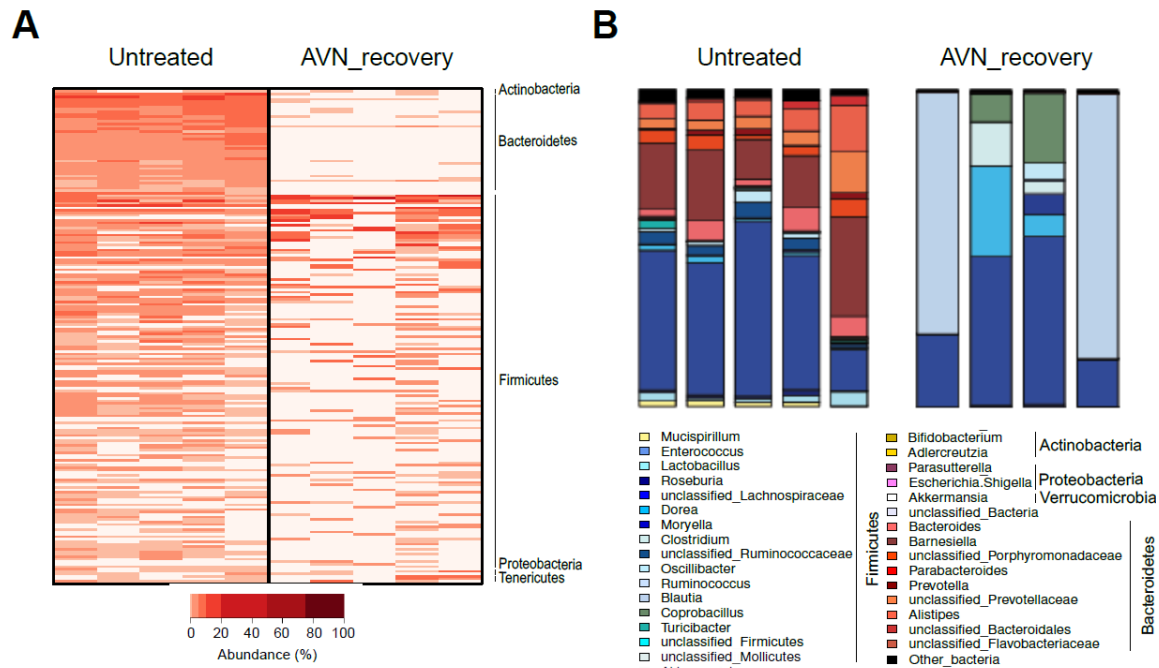 A
Untreated
AVN_recovery
Actinobacteria
Bacteroidetes
Firmicutes
Proteobacteria
Tenericutes
0
20
40
60
80
100
Abundance (%)
B
Untreated
AVN_recovery
Mucispirillum
Enterococcus
Lactobacillus
Roseburia
unclassified_Lachnospiraceae
Dorea
Moryella
Clostridium
unclassified_Ruminococcaceae
Oscillibacter
Ruminococcus
Blautia
Coprobacillus
Turicibacter
unclassified_Firmicutes
unclassified_Mollicutes
Firmicutes
Bifidobacterium
Adlercreutzia
Parasutterella
Escherichia.Shigella
Akkermansia
unclassified_Bacteria
Bacteroides
Barnesiella
unclassified_Porphyromonadaceae
Parabacteroides
Prevotella
unclassified_Prevotellaceae
Alistipes
unclassified_Bacteroidales
unclassified_Flavobacteriaceae
Other_bacteria
Actinobacteria
Proteobacteria
Verrucomicrobia
Bacteroidetes